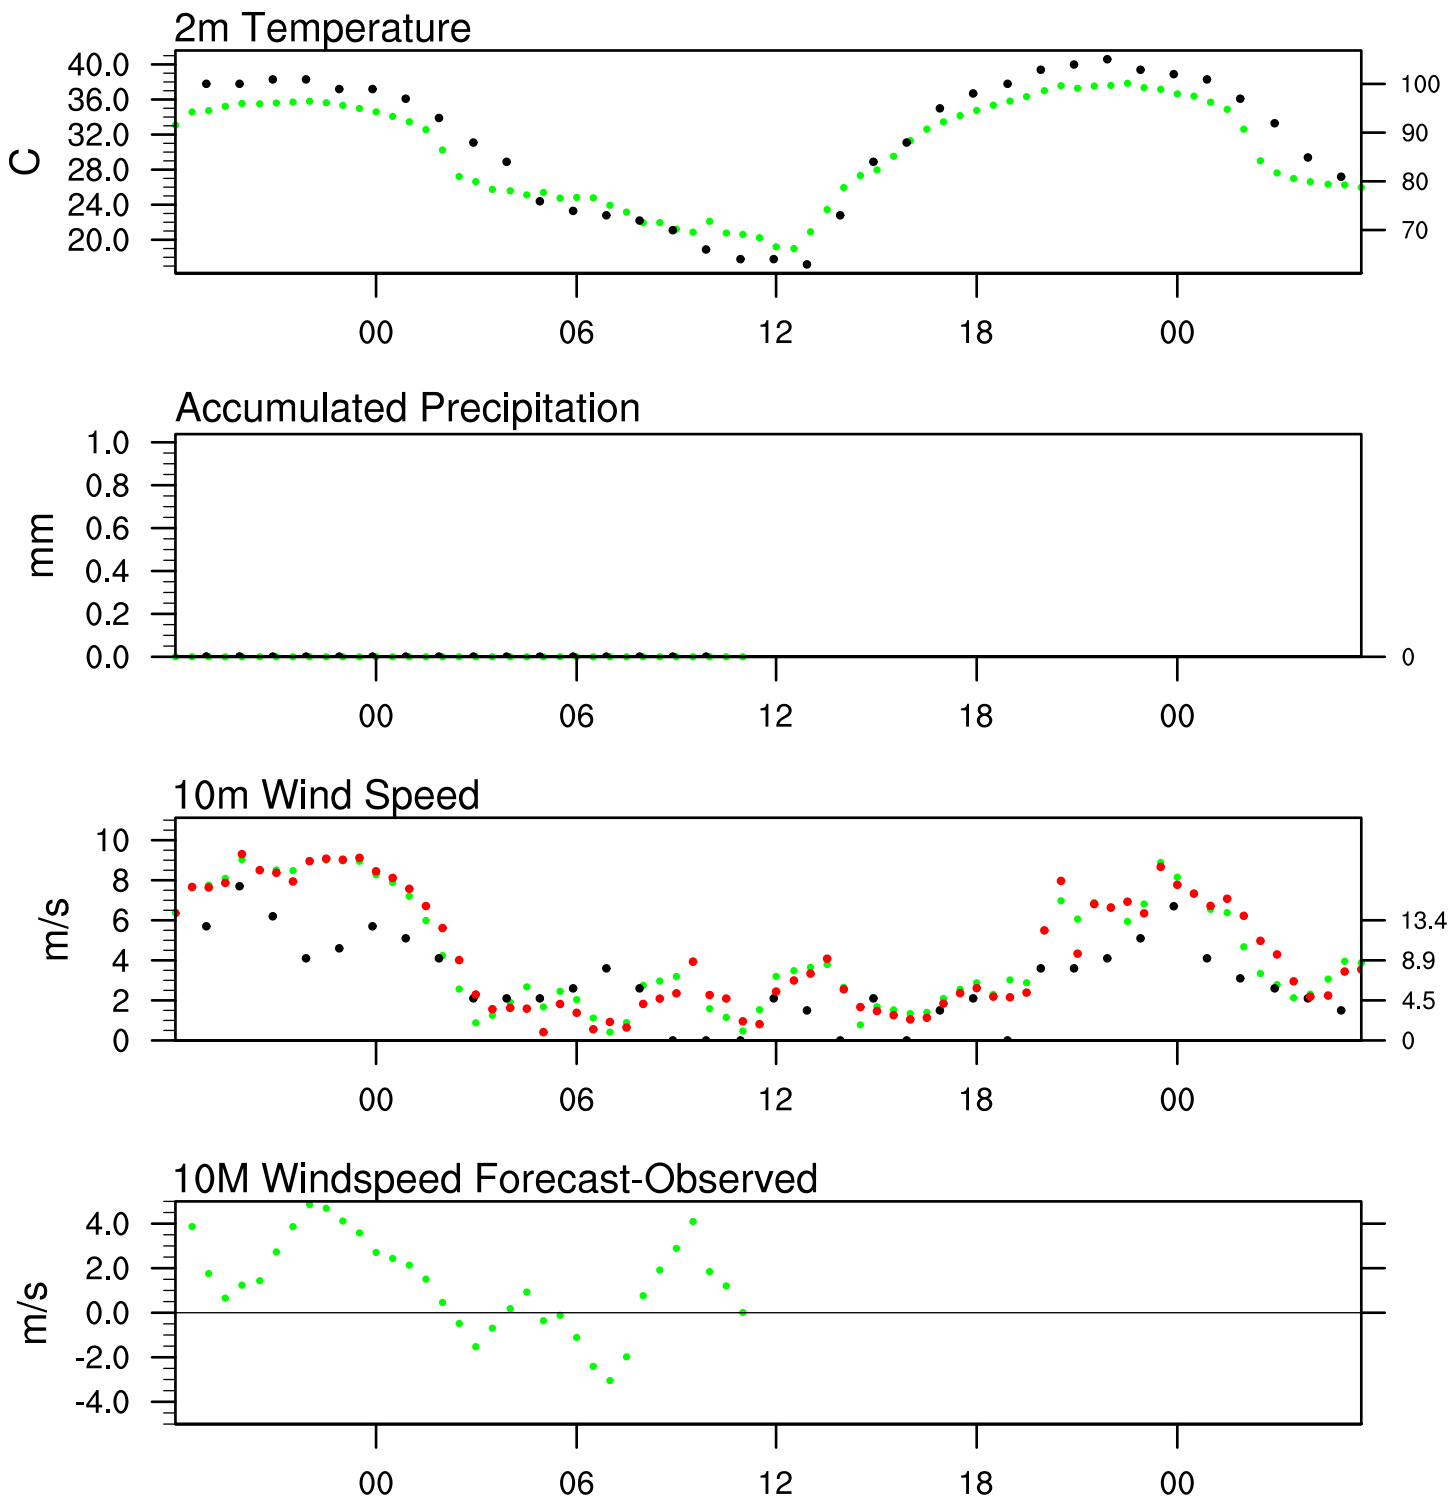 2m Temperature
40.0
36.0
32.0
28.0
24.0
20.0
C
100
90
80
70
00 06 12 18 00
Accumulated Precipitation
1.0
0.8
0.6
0.4
0.2
0.0
mm
0
00 06 12 18 00
10m Wind Speed
10
8
6
4
2
0
m/s
13.4
8.9
4.5
0
00 06 12 18 00
10M Windspeed Forecast-Observed
4.0
2.0
0.0
-2.0
-4.0
m/s
00 06 12 18 00